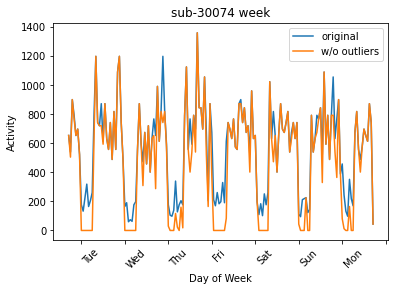 sub-30074 week
original
w/o outliers
Activity
1400
1200
1000
800
600
400
200
0
Tue
Wed
Thu
Fri
Sat
Sun
Mon
Day of Week